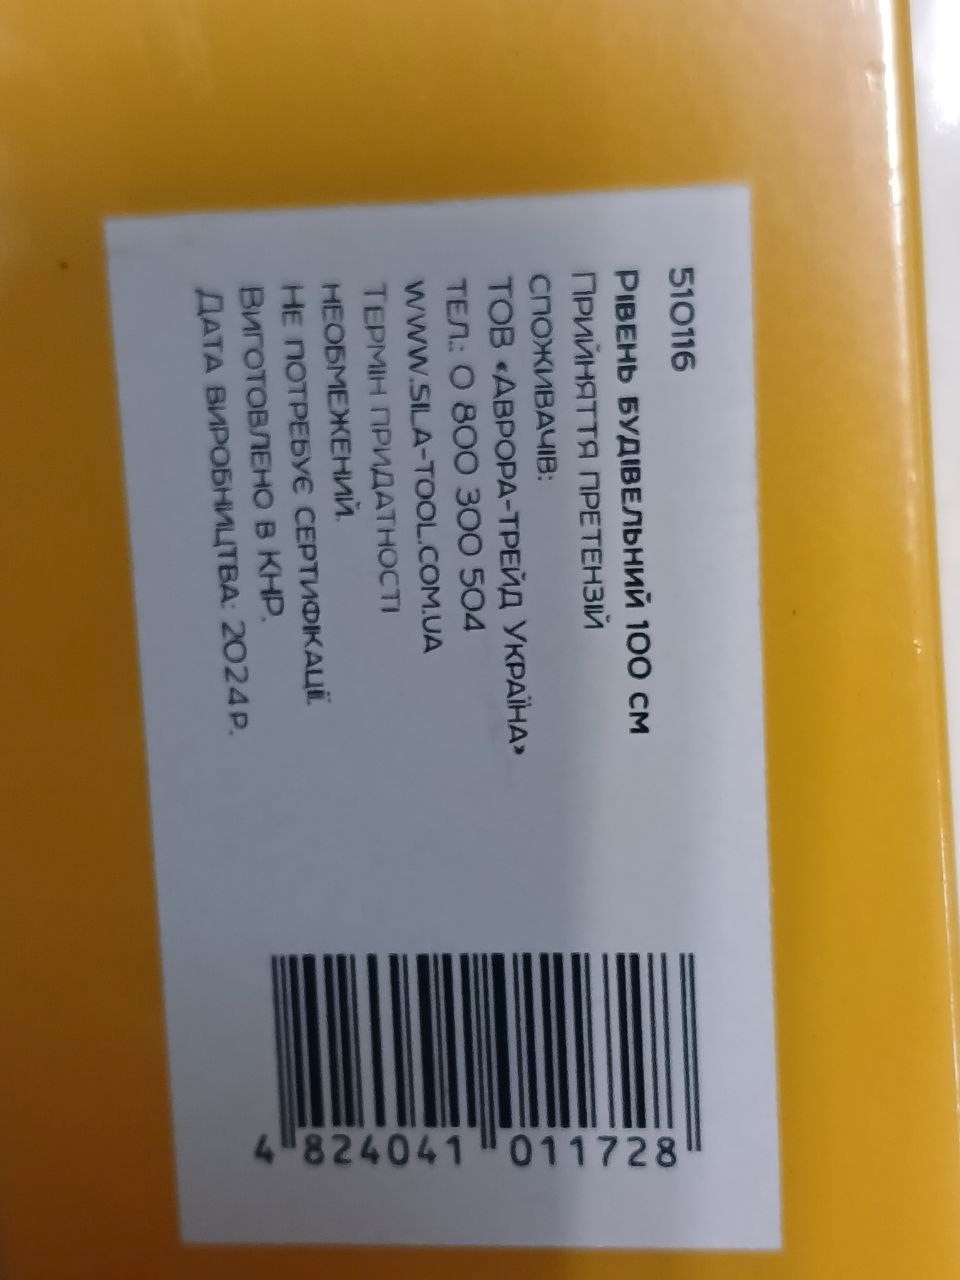 510116
РІВЕНЬ БУДІВЕЛЬНИЙ 100 СМ
ПРИЙНЯТТЯ ПРЕТЕНЗІЙ
СПОЖИВАЧІВ:
ТОВ «АВРОРА-ТРЕЙД УКРАЇНА»
ТЕЛ.: 0 800 300 504
WWW.SILA-TOOL.COM.UA
ТЕРМІН ПРИДАТНОСТІ
НЕОБМЕЖЕНИЙ.
НЕ ПОТРЕБУЄ СЕРТИФІКАЦІЇ.
ВИГОТОВЛЕНО В КНР.
ДАТА ВИРОБНИЦТВА: 2024 Р.
4 824041 011728